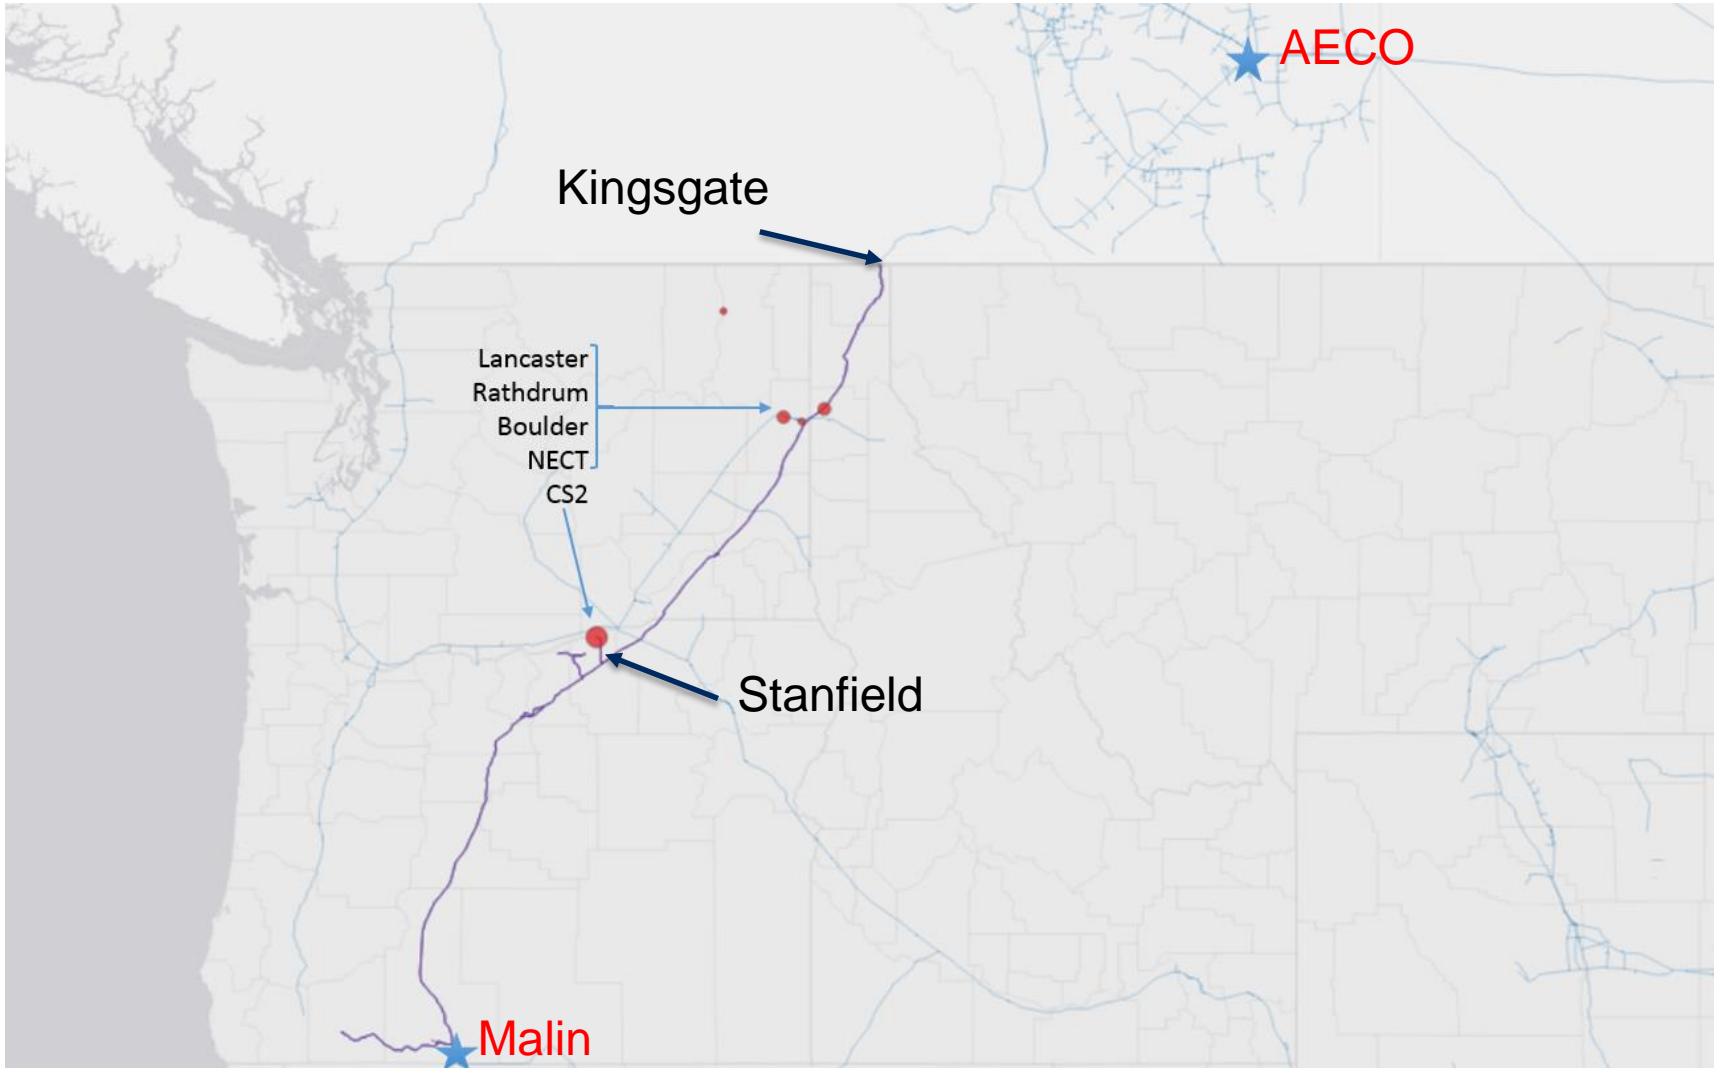 AECO
Kingsgate
Lancaster
Rathdrum
Boulder
NECT
CS2
Stanfield
Malin